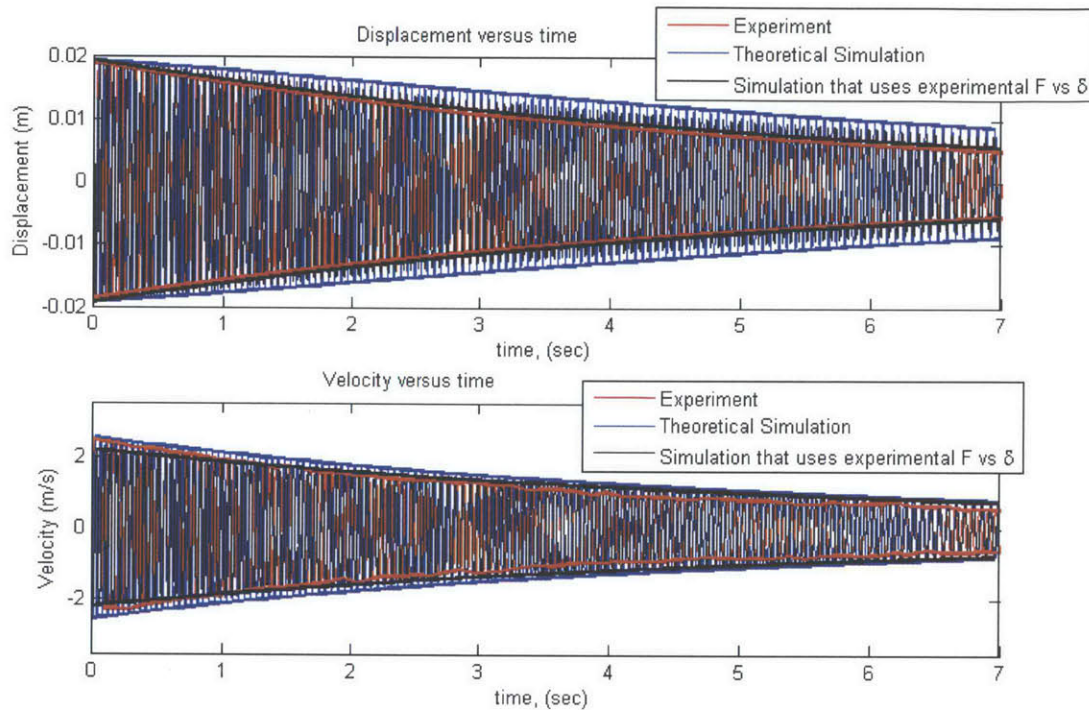 Displacement versus time
Experiment
Theoretical Simulation
Simulation that uses experimental F vs δ
Displacement (m)
0.02
0.01
0
-0.01
-0.02
0 1 2 3 4 5 6 7
time, (sec)
Velocity versus time
Experiment
Theoretical Simulation
Simulation that uses experimental F vs δ
Velocity (m/s)
2
0
-2
0 1 2 3 4 5 6 7
time, (sec)